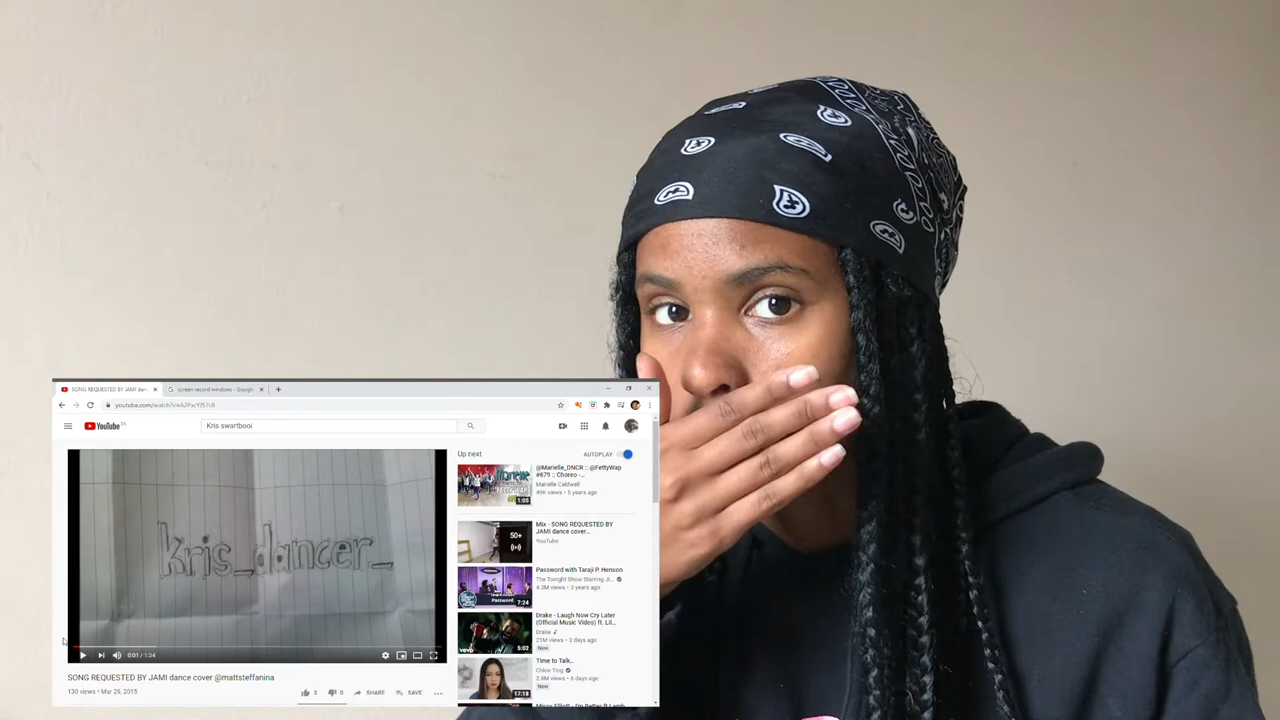 SONG REQUESTED BY JAMI dan
screen record windows - Google
youtube.com/watch?v=
YouTube ZA
Kris swartbooi
kris_dancer_
0:01 / 1:34
SONG REQUESTED BY JAMI dance cover @mattsteffanina
130 views • Mar 29, 2015
3
0
SHARE
SAVE
Up next
AUTOPLAY
@Marielle_DNCR :: @FettyWap
#679 :: Choreo -...
Marielle Caldwell
49K views • 5 years ago
1:05
Mix - SONG REQUESTED BY
JAMI dance cover...
YouTube
50+
Password with Taraji P. Henson
The Tonight Show Starring Ji...
4.3M views • 3 years ago
Password
7:24
Drake - Laugh Now Cry Later
(Official Music Video) ft. Lil...
Drake
21M views • 3 days ago
New
vevo
5:02
Time to Talk..
Chloe Ting
2.8M views • 6 days ago
New
17:18